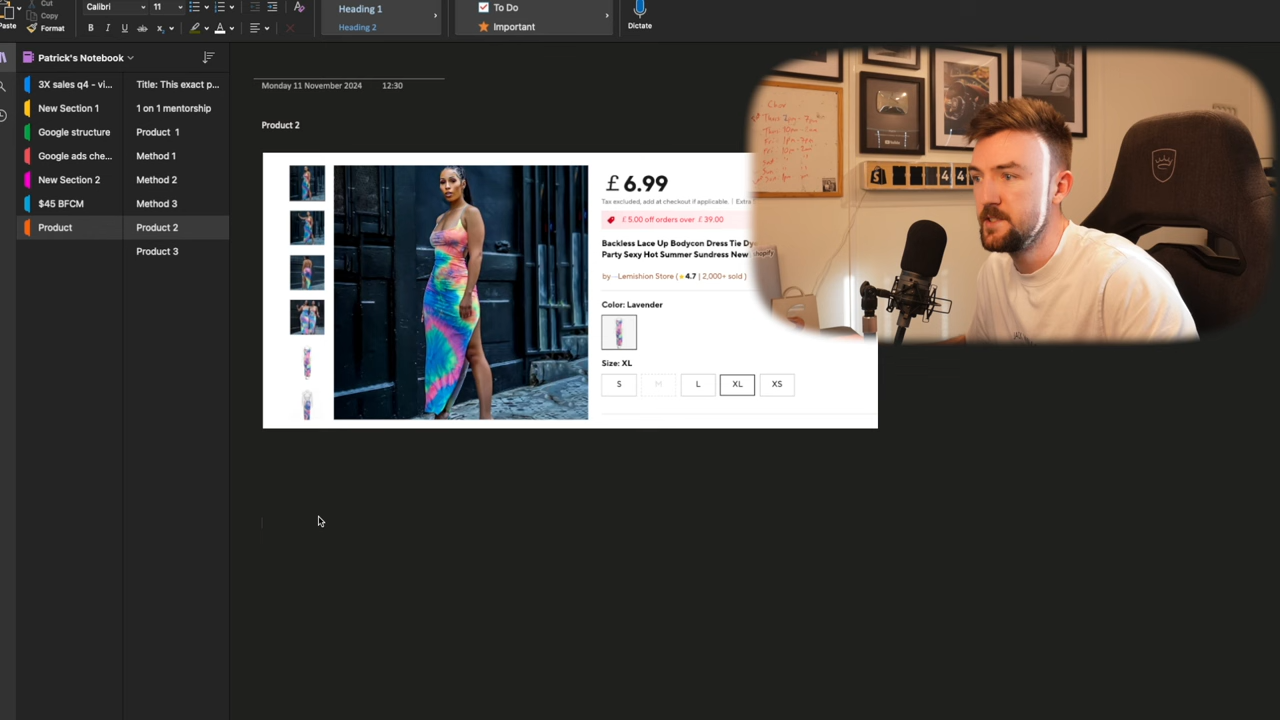 Cut
Copy
Paste
Format
Calibri
11
B I U ab x A
Heading 1
Heading 2
To Do
Important
Dictate
Patrick's Notebook
3X sales q4 - vi...
New Section 1
Google structure
Google ads che...
New Section 2
$45 BFCM
Product
Title: This exact p...
1 on 1 mentorship
Product 1
Method 1
Method 2
Method 3
Product 2
Product 3
Monday 11 November 2024 12:30
Product 2
£6.99
Tax excluded, add at checkout if applicable. | Extra
£5.00 off orders over £39.00
Backless Lace Up Bodycon Dress Tie Dy
Party Sexy Hot Summer Sundress New
by Lemishion Store (★4.7 | 2,000+ sold )
Color: Lavender
Size: XL
S M L XL XS
shopify
4 4